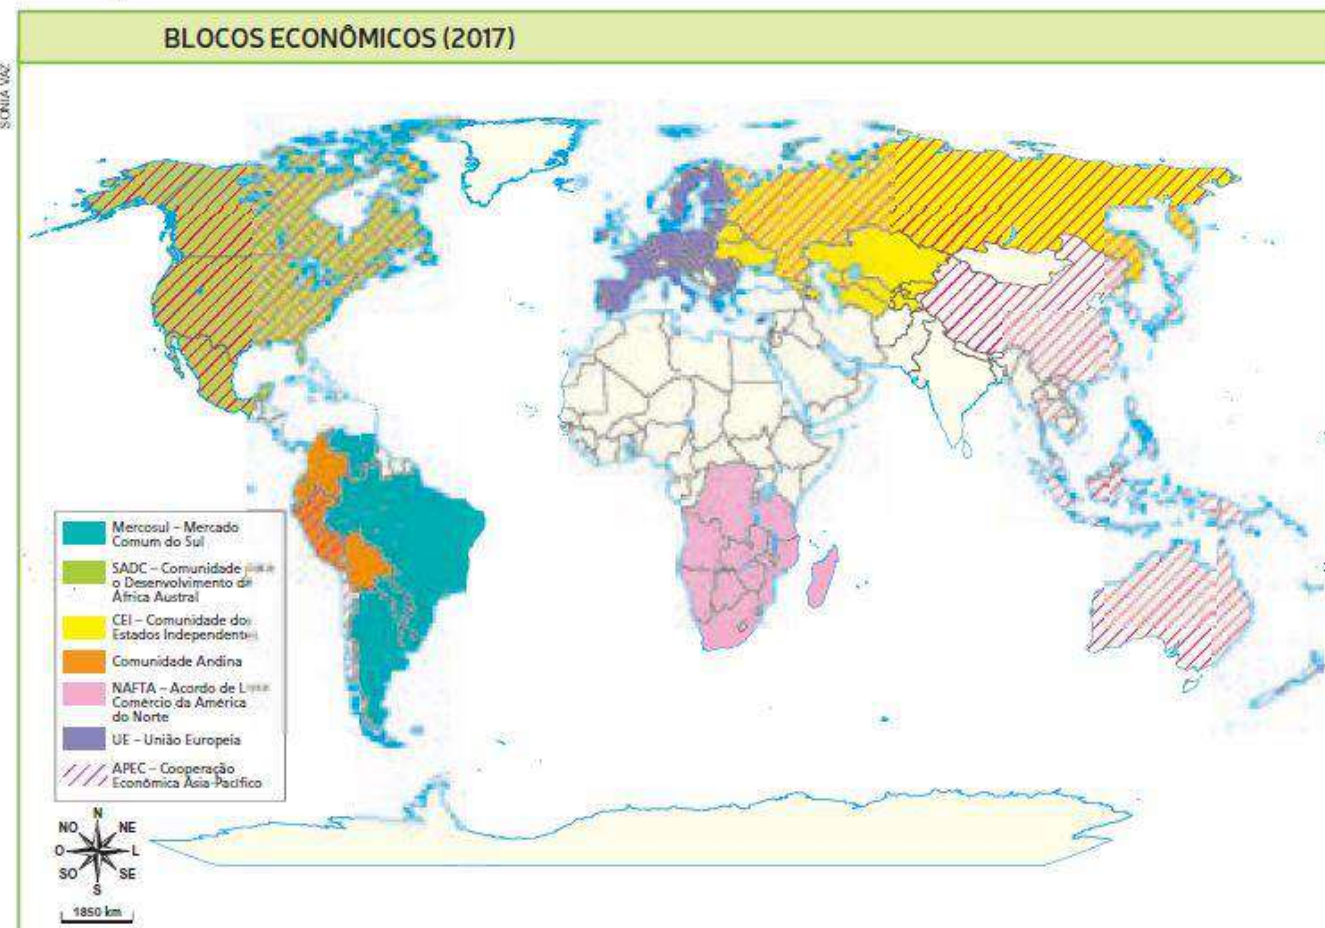 BLOCOS ECONÔMICOS (2017)
SONIA VAZ
Mercosul – Mercado
Comum do Sul
SADC – Comunidade
o Desenvolvimento da
África Austral
CEI – Comunidade dos
Estados Independentes
Comunidade Andina
NAFTA – Acordo de
Comércio da América
do Norte
UE – União Europeia
APEC – Cooperação
Econômica Ásia-Pacífico
N
NO NE
O L
SO SE
S
1850 km